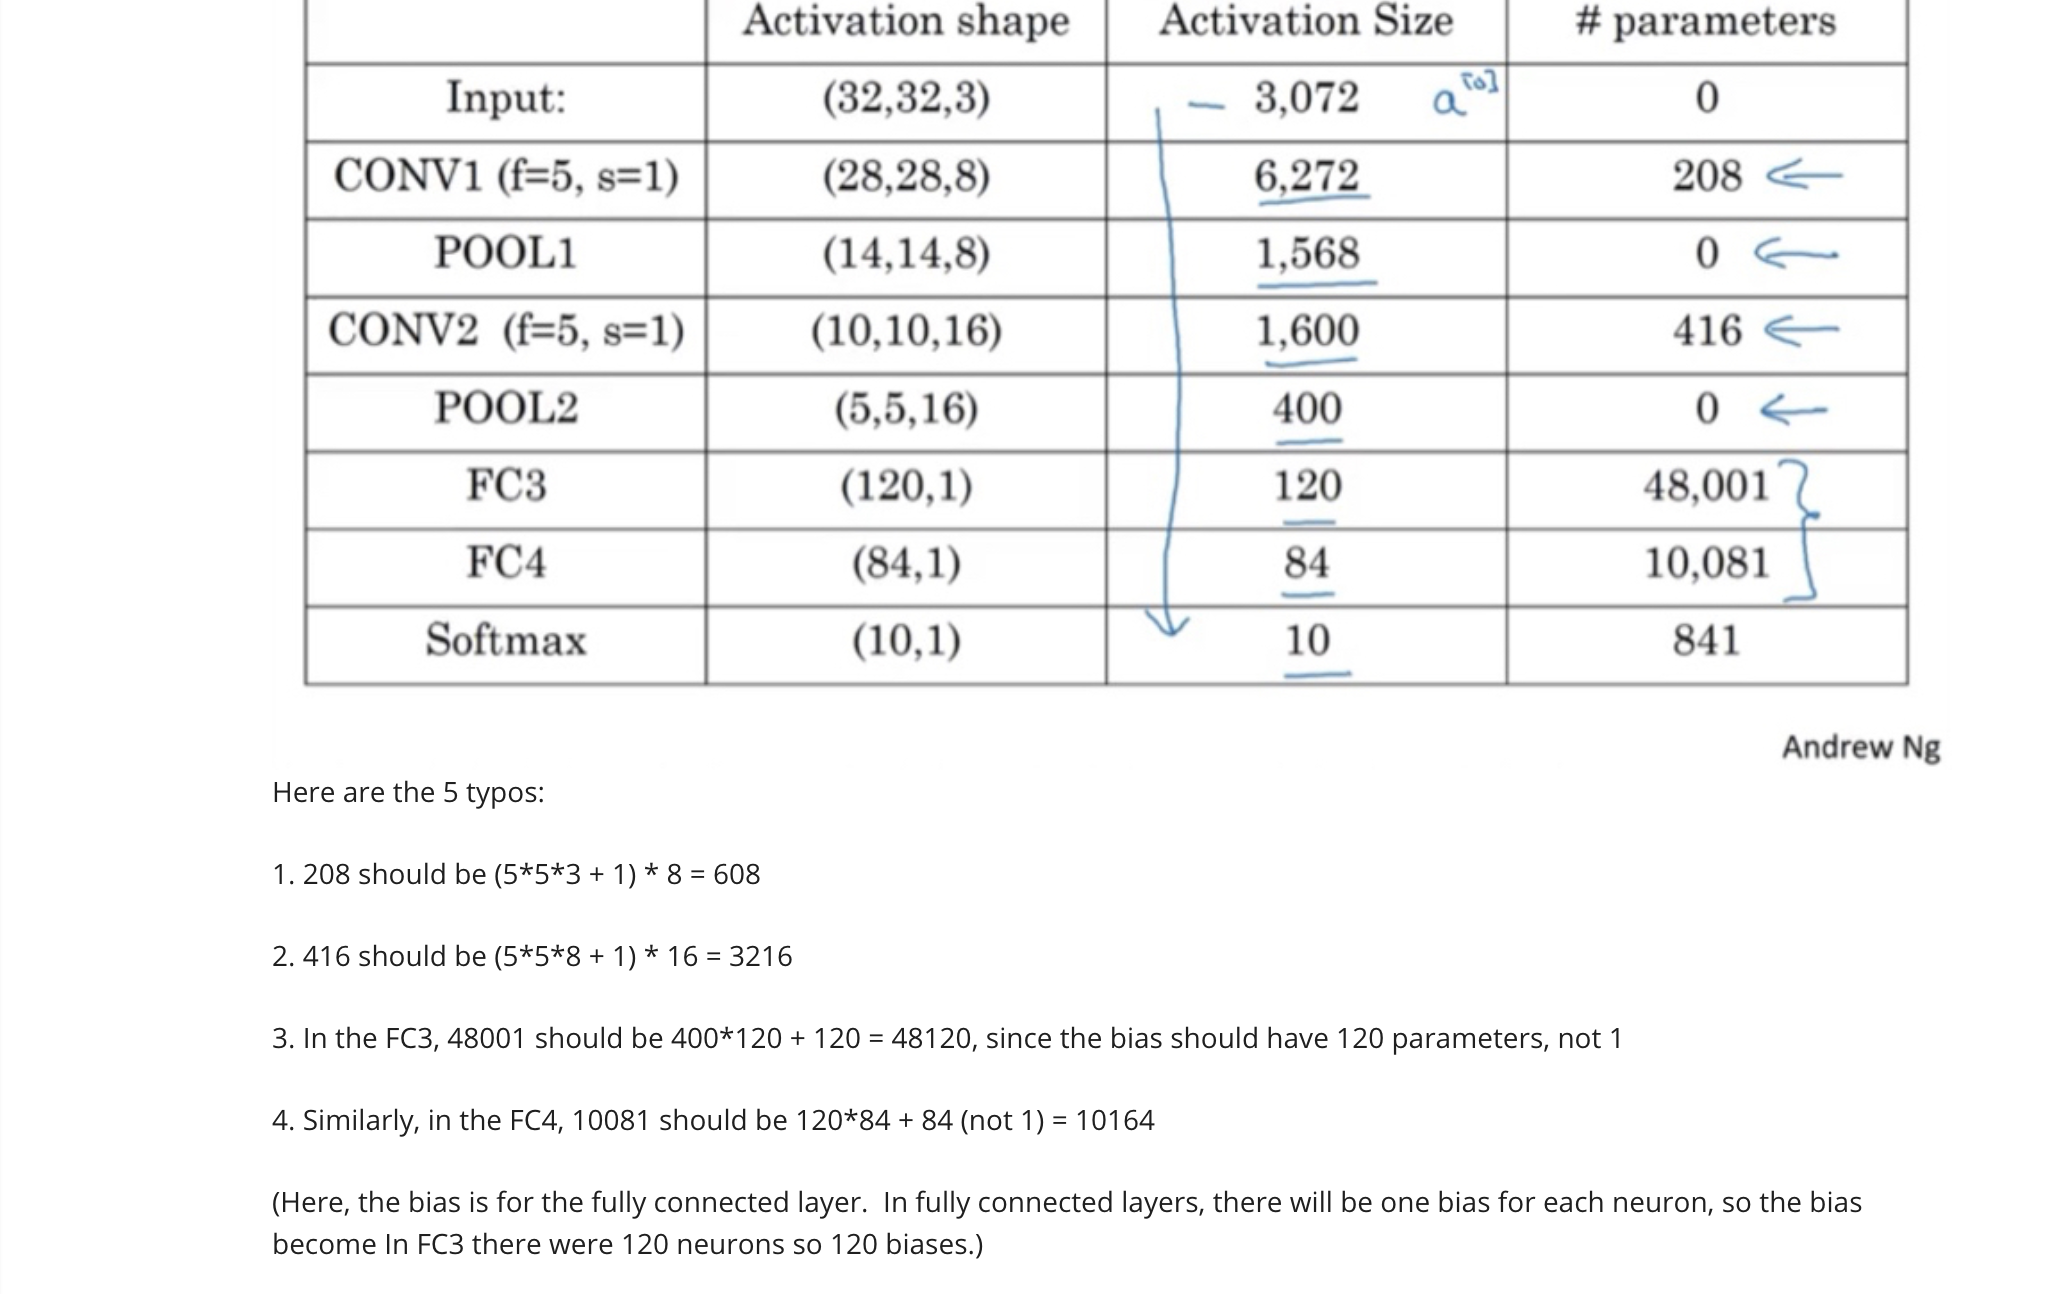 Activation shape Activation Size # parameters
Input: (32,32,3) — 3,072 a[0] 0
CONV1 (f=5, s=1) (28,28,8) 6,272 208 ←
POOL1 (14,14,8) 1,568 0 ←
CONV2 (f=5, s=1) (10,10,16) 1,600 416 ←
POOL2 (5,5,16) 400 0 ←
FC3 (120,1) 120 48,001 }
FC4 (84,1) 84 10,081
Softmax (10,1) 10 841
Andrew Ng
Here are the 5 typos:
1. 208 should be (5*5*3 + 1) * 8 = 608
2. 416 should be (5*5*8 + 1) * 16 = 3216
3. In the FC3, 48001 should be 400*120 + 120 = 48120, since the bias should have 120 parameters, not 1
4. Similarly, in the FC4, 10081 should be 120*84 + 84 (not 1) = 10164
(Here, the bias is for the fully connected layer.  In fully connected layers, there will be one bias for each neuron, so the bias
become In FC3 there were 120 neurons so 120 biases.)